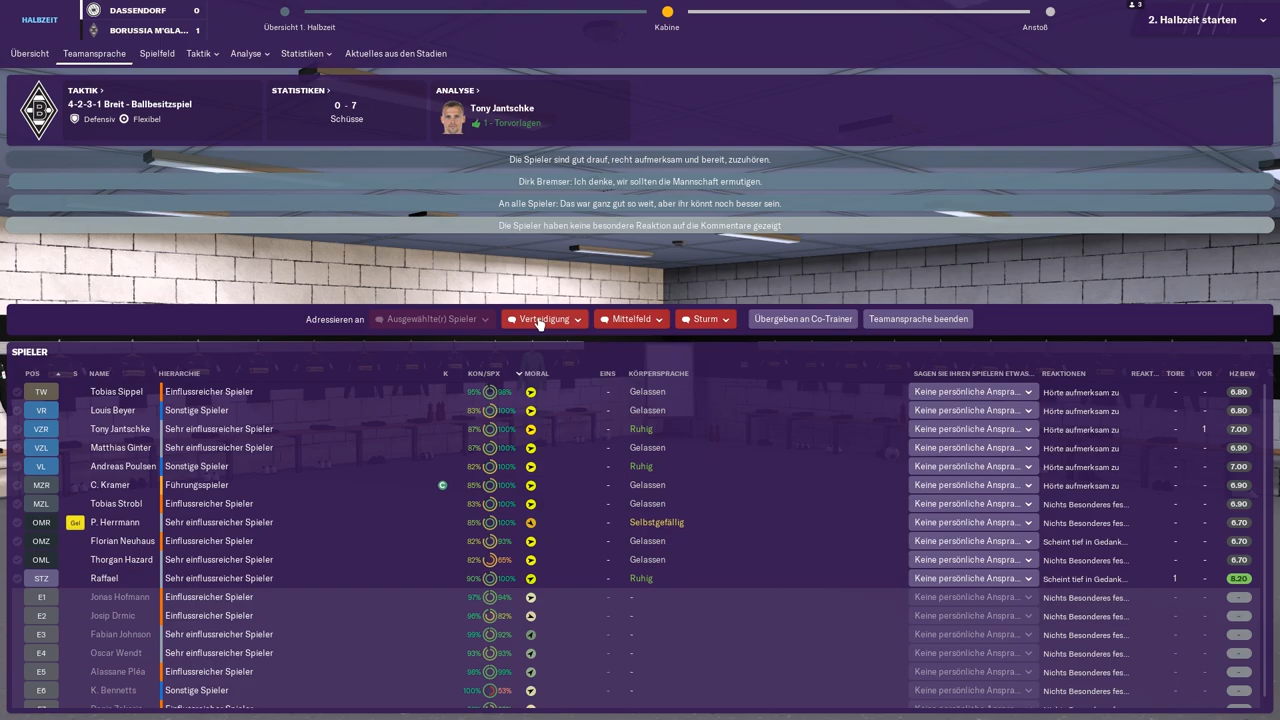 HALBZEIT
DASSENDORF 0
BORUSSIA M'GLA... 1
Übersicht 1. Halbzeit
Kabine
Anstoß
3
2. Halbzeit starten
Übersicht Teamansprache Spielfeld Taktik Analyse Statistiken Aktuelles aus den Stadien
TAKTIK >
4-2-3-1 Breit - Ballbesitzspiel
Defensiv Flexibel
STATISTIKEN >
0 - 7
Schüsse
ANALYSE >
Tony Jantschke
1 - Torvorlagen
Die Spieler sind gut drauf, recht aufmerksam und bereit, zuzuhören.
Dirk Bremser: Ich denke, wir sollten die Mannschaft ermutigen.
An alle Spieler: Das war ganz gut so weit, aber ihr könnt noch besser sein.
Die Spieler haben keine besondere Reaktion auf die Kommentare gezeigt
Adressieren an Ausgewählte(r) Spieler Verteidigung Mittelfeld Sturm Übergeben an Co-Trainer Teamansprache beenden
SPIELER
POS S NAME HIERARCHIE K KON/SPX MORAL EINS KÖRPERSPRACHE SAGEN SIE IHREN SPIELERN ETWAS... REAKTIONEN REAKT... TORE VOR HZ BEW
TW Tobias Sippel Einflussreicher Spieler 95% 98% - Gelassen Keine persönliche Anspra... Hörte aufmerksam zu - - 6.80
VR Louis Beyer Sonstige Spieler 83% 100% - Gelassen Keine persönliche Anspra... Hörte aufmerksam zu - - 6.80
VZR Tony Jantschke Sehr einflussreicher Spieler 87% 100% - Ruhig Keine persönliche Anspra... Hörte aufmerksam zu - 1 7.00
VZL Matthias Ginter Sehr einflussreicher Spieler 87% 100% - Gelassen Keine persönliche Anspra... Hörte aufmerksam zu - - 6.90
VL Andreas Poulsen Sonstige Spieler 82% 100% - Ruhig Keine persönliche Anspra... Hörte aufmerksam zu - - 7.00
MZR C. Kramer Führungsspieler C 85% 100% - Gelassen Keine persönliche Anspra... Hörte aufmerksam zu - - 6.90
MZL Tobias Strobl Einflussreicher Spieler 83% 100% - Gelassen Keine persönliche Anspra... Nichts Besonderes fes... - - 6.90
OMR Gel P. Herrmann Sehr einflussreicher Spieler 85% 100% - Selbstgefällig Keine persönliche Anspra... Nichts Besonderes fes... - - 6.70
OMZ Florian Neuhaus Einflussreicher Spieler 82% 93% - Gelassen Keine persönliche Anspra... Scheint tief in Gedank... - - 6.70
OML Thorgan Hazard Sehr einflussreicher Spieler 82% 65% - Gelassen Keine persönliche Anspra... Nichts Besonderes fes... - - 6.70
STZ Raffael Sehr einflussreicher Spieler 90% 100% - Ruhig Keine persönliche Anspra... Scheint tief in Gedank... 1 - 8.20
E1 Jonas Hofmann Einflussreicher Spieler 97% 94% - - Keine persönliche Anspra... Nichts Besonderes fes... - - -
E2 Josip Drmic Einflussreicher Spieler 96% 82% - - Keine persönliche Anspra... Nichts Besonderes fes... - - -
E3 Fabian Johnson Sehr einflussreicher Spieler 99% 92% - - Keine persönliche Anspra... Nichts Besonderes fes... - - -
E4 Oscar Wendt Sehr einflussreicher Spieler 93% 93% - - Keine persönliche Anspra... Nichts Besonderes fes... - - -
E5 Alassane Pléa Einflussreicher Spieler 98% 99% - - Keine persönliche Anspra... Nichts Besonderes fes... - - -
E6 K. Bennetts Sonstige Spieler 100% 53% - - Keine persönliche Anspra... Nichts Besonderes fes... - - -